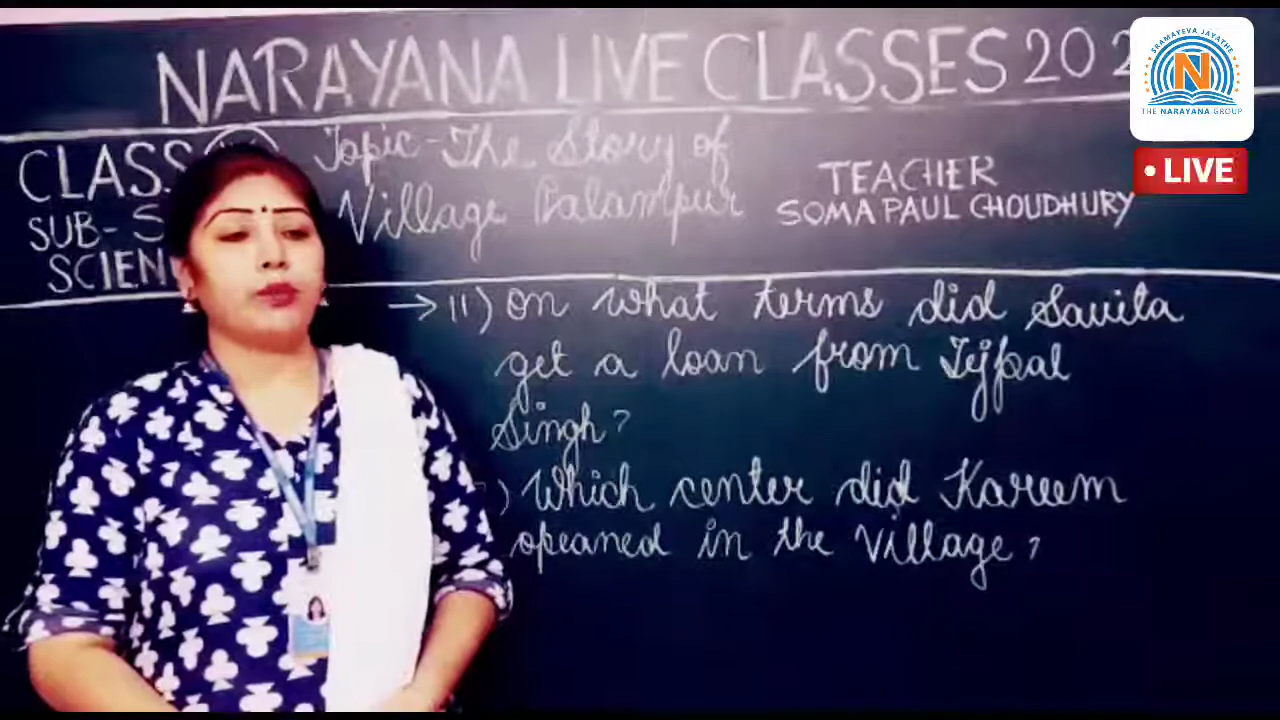 NARAYANA LIVE CLASSES 202
SRAMAYEVA JAYATHE
N
THE NARAYANA GROUP
• LIVE
CLASS
SUB- S
SCIEN
Topic - The Story of
Village Palampur
TEACHER
SOMA PAUL CHOUDHURY
→ 11) On what terms did Savita
get a loan from Tejpal
Singh?
) Which center did Kareem
opeaned in the village?